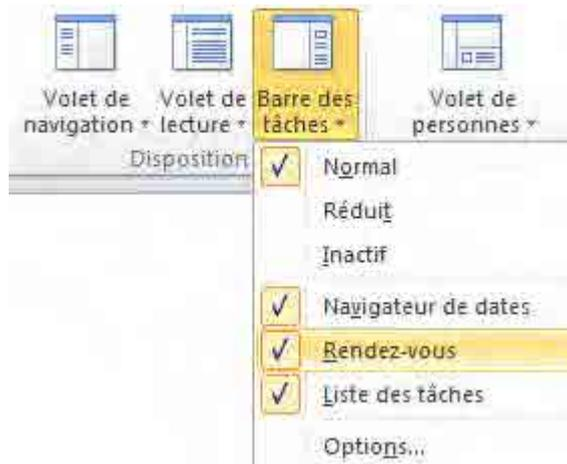 Volet de navigation
Volet de lecture
Barre des tâches
Volet de personnes
Disposition
Normal
Réduit
Inactif
Navigateur de dates
Rendez-vous
Liste des tâches
Options...